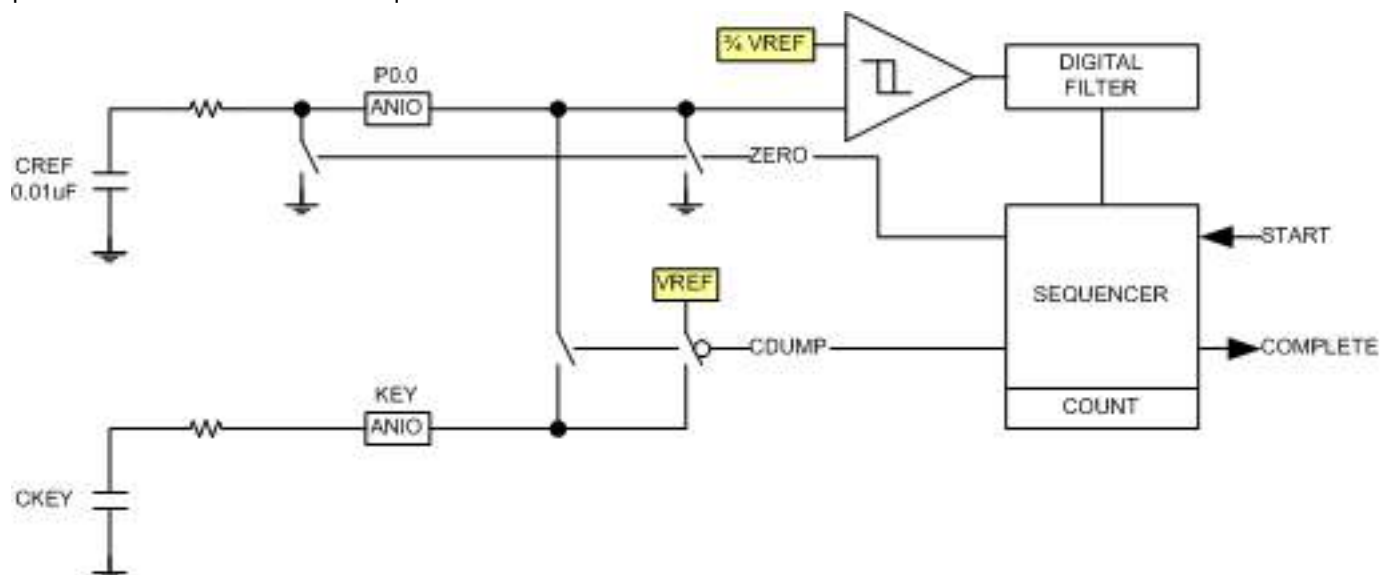 ¾ VREF
DIGITAL
FILTER
P0.0
ANIO
CREF
0.01uF
ZERO
START
VREF
SEQUENCER
CDUMP
COMPLETE
KEY
ANIO
COUNT
CKEY